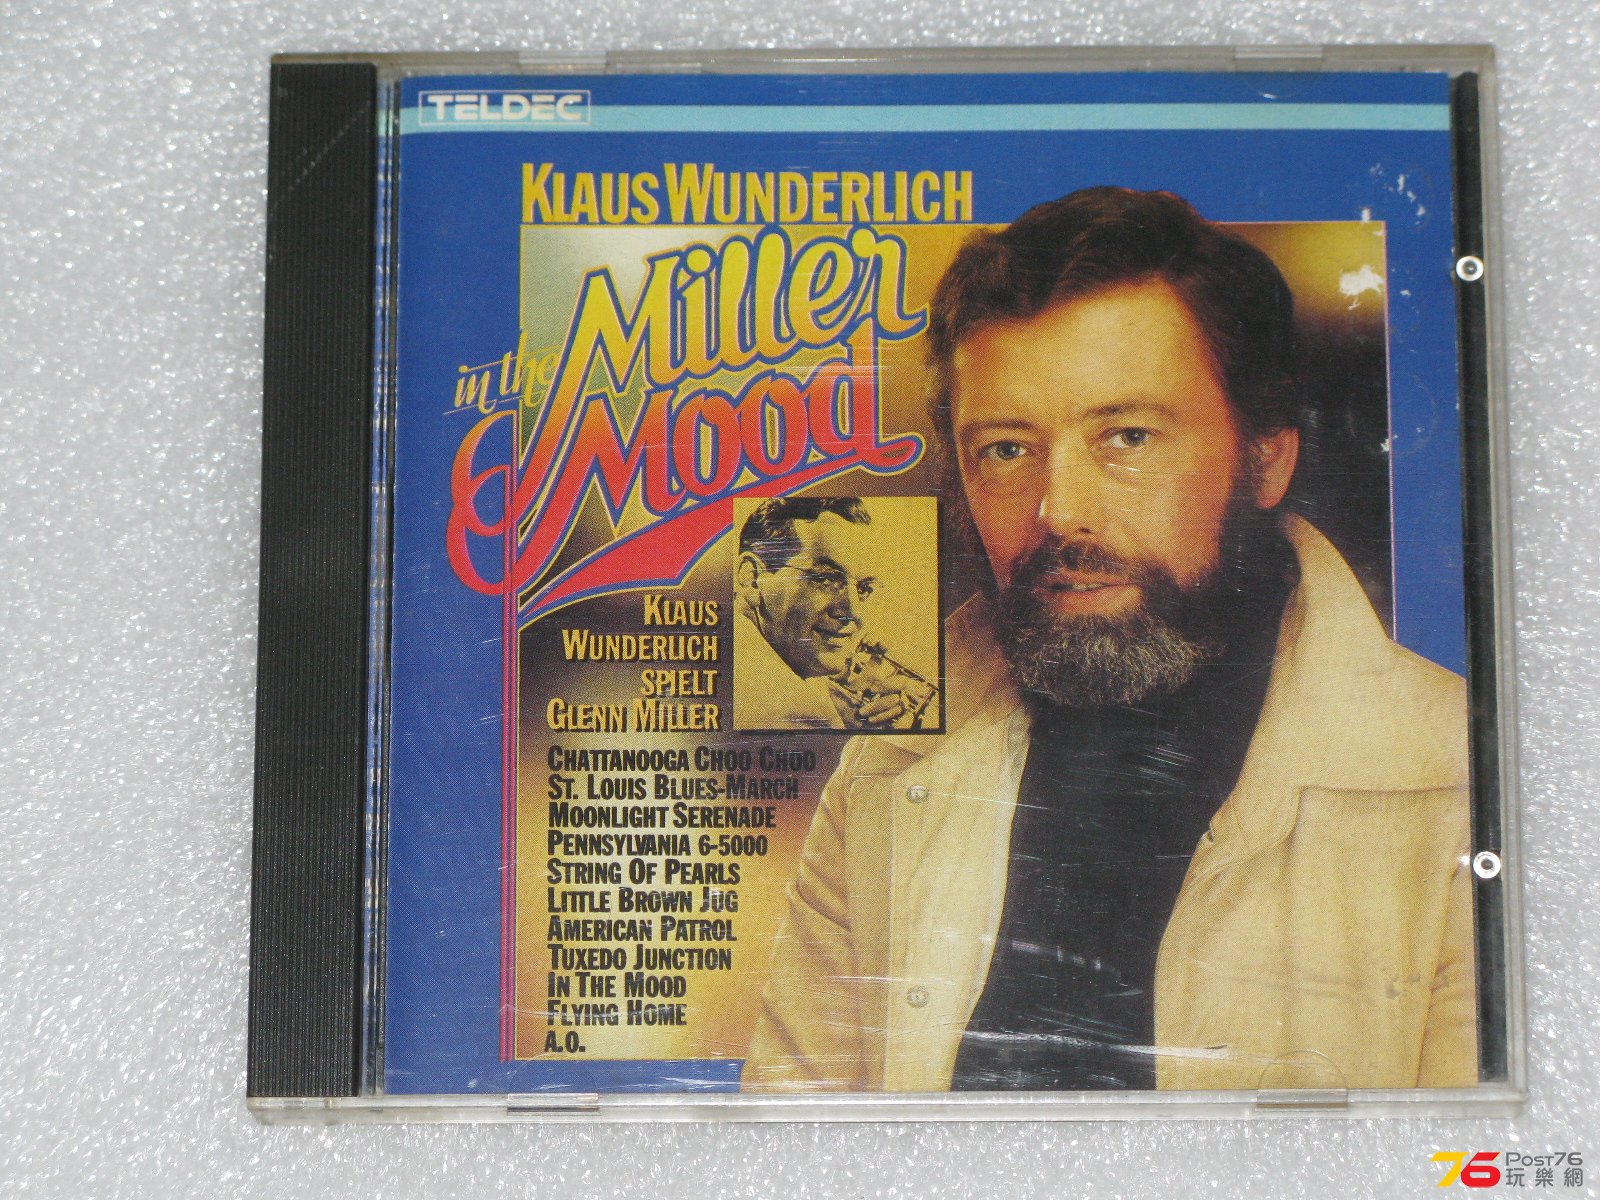 TELDEC
KLAUS WUNDERLICH
in the Miller
Mood
KLAUS
WUNDERLICH
SPIELT
GLENN MILLER
CHATTANOOGA CHOO CHOO
ST. LOUIS BLUES-MARCH
MOONLIGHT SERENADE
PENNSYLVANIA 6-5000
STRING OF PEARLS
LITTLE BROWN JUG
AMERICAN PATROL
TUXEDO JUNCTION
IN THE MOOD
FLYING HOME
A.O.
76 POST76
玩樂網